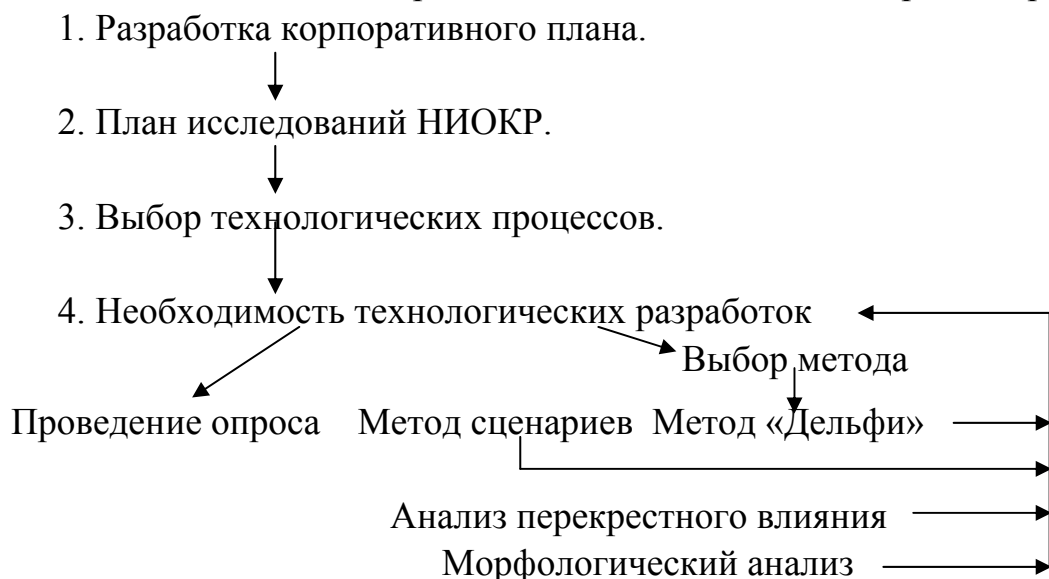 1. Разработка корпоративного плана.
2. План исследований НИОКР.
3. Выбор технологических процессов.
4. Необходимость технологических разработок
Выбор метода
Проведение опроса Метод сценариев Метод «Дельфи»
Анализ перекрестного влияния
Морфологический анализ